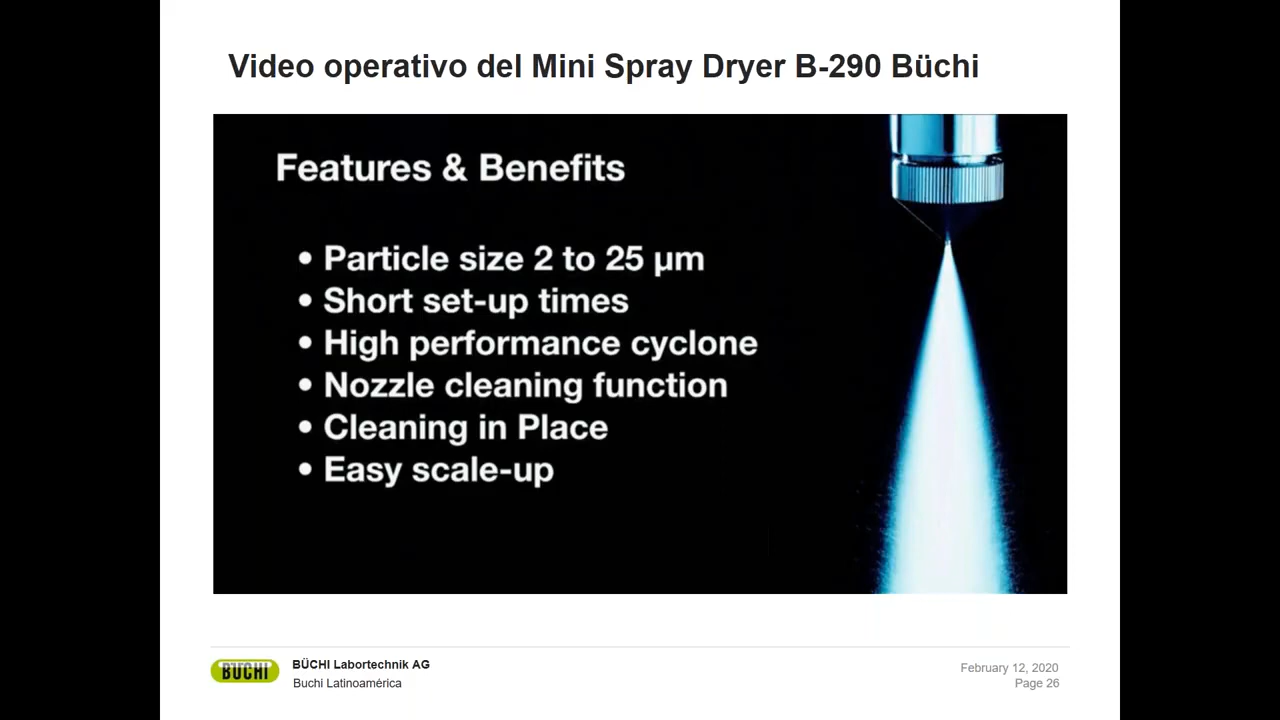 Video operativo del Mini Spray Dryer B-290 Büchi
Features & Benefits
• Particle size 2 to 25 µm
• Short set-up times
• High performance cyclone
• Nozzle cleaning function
• Cleaning in Place
• Easy scale-up
BÜCHI
BÜCHI Labortechnik AG
Buchi Latinoamérica
February 12, 2020
Page 26